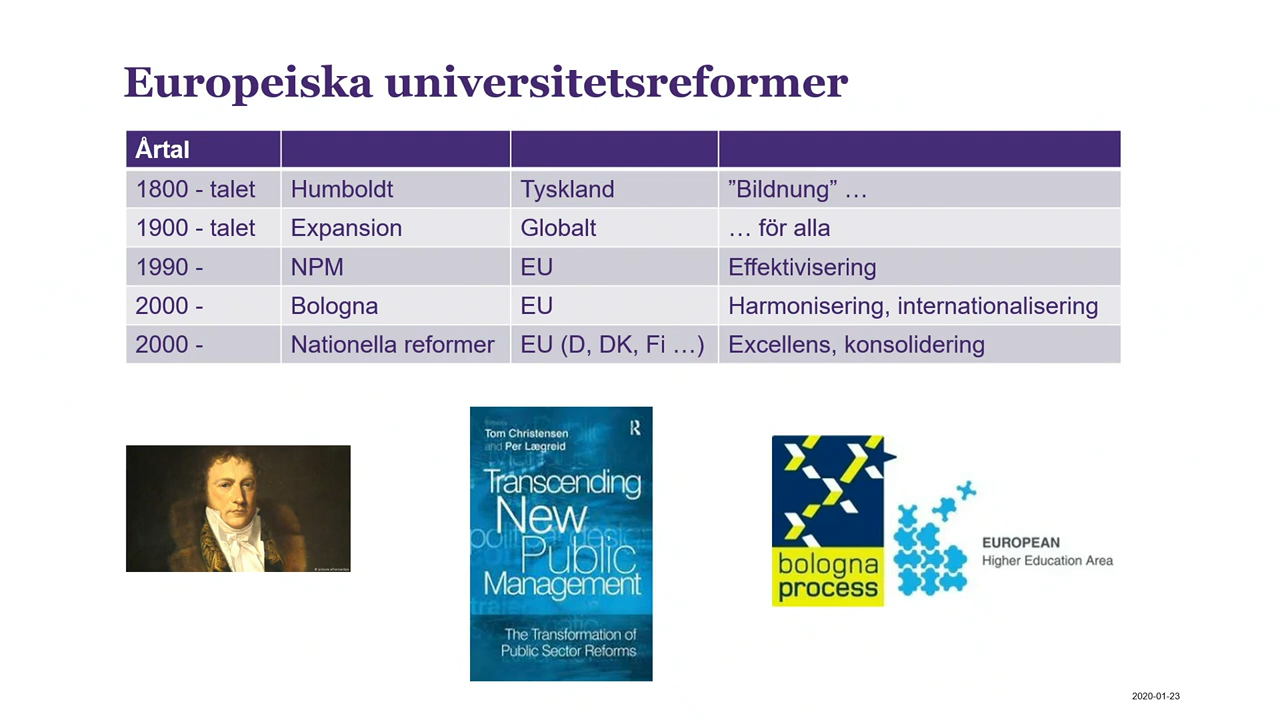 Europeiska universitetsreformer
Årtal
1800 - talet Humboldt Tyskland ”Bildnung” …
1900 - talet Expansion Globalt … för alla
1990 - NPM EU Effektivisering
2000 - Bologna EU Harmonisering, internationalisering
2000 - Nationella reformer EU (D, DK, Fi …) Excellens, konsolidering
Tom Christensen
and Per Lægreid
R
Transcending
New
Public
Management
The Transformation of
Public Sector Reforms
bologna
process
EUROPEAN
Higher Education Area
2020-01-23